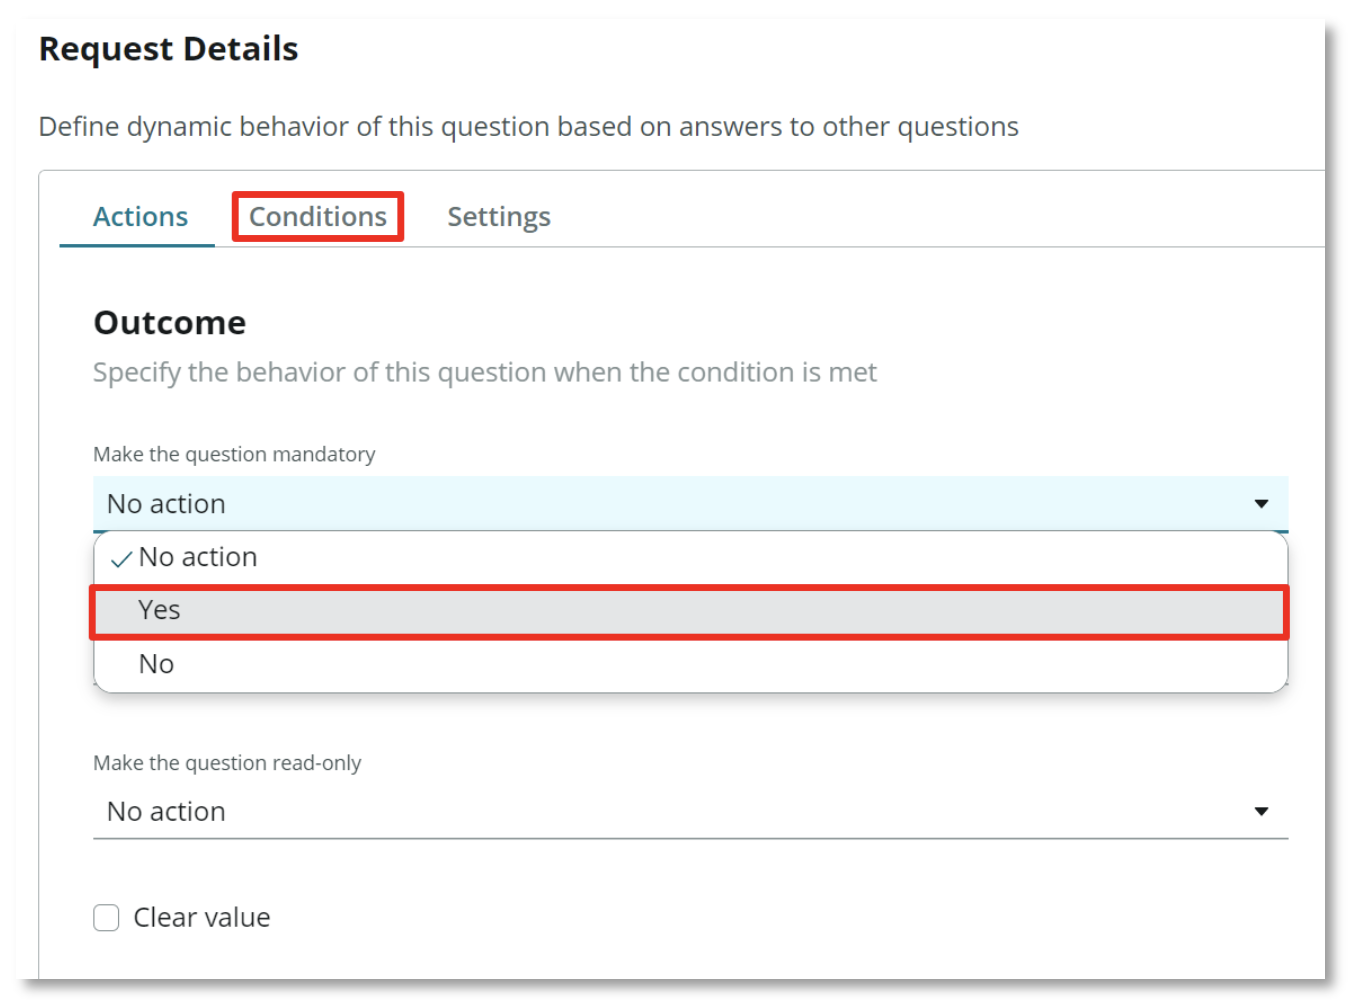 Request Details
Define dynamic behavior of this question based on answers to other questions
Actions Conditions Settings
Outcome
Specify the behavior of this question when the condition is met
Make the question mandatory
No action
No action
Yes
No
Make the question read-only
No action
Clear value